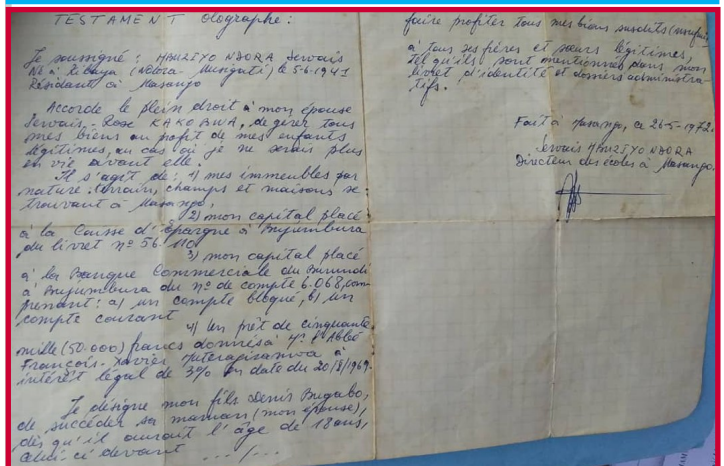 TESTAMENT Olographe :
Je soussigné : HAKIZIYO NDORA Servais
Né à (Ndora - Musigati) le 5-6-1941
Résidant à Masango
Accorde le plein droit à mon épouse
Servais-Rose KAKOBWA, de gérer tous
mes biens au profit de mes enfants
légitimes, au cas où je ne serais plus
en vie avant elle.
Il s'agit de : 1) mes immeubles par
nature : terrain, champs et maisons se
trouvant à Masango,
2) mon capital placé
à la Caisse d'Épargne à Bujumbura
du livret n° 56.110
3) mon capital placé
à la Banque Commerciale du Burundi
à Bujumbura du n° de compte 6.068, com-
prenant : a) un compte bloqué, b) un
compte courant
4) Un prêt de cinquante
mille (50.000) francs donnés à l'Abbé
François-Xavier à
intérêt légal de 3% en date du 20/8/1969.
Je désigne mon fils Denis Bugabo,
de succéder sa maman (mon épouse),
dès qu'il aurait l'âge de 18 ans,
celui-ci devant .../...
faire profiter tous mes biens susdits
à tous ses frères et sœurs légitimes,
tel qu'ils sont mentionnés dans mon
livret d'identité et dossiers administra-
tifs.
Fait à Masango, ce 26-5-1972.
Servais NDORA
Directeur des écoles à Masango.